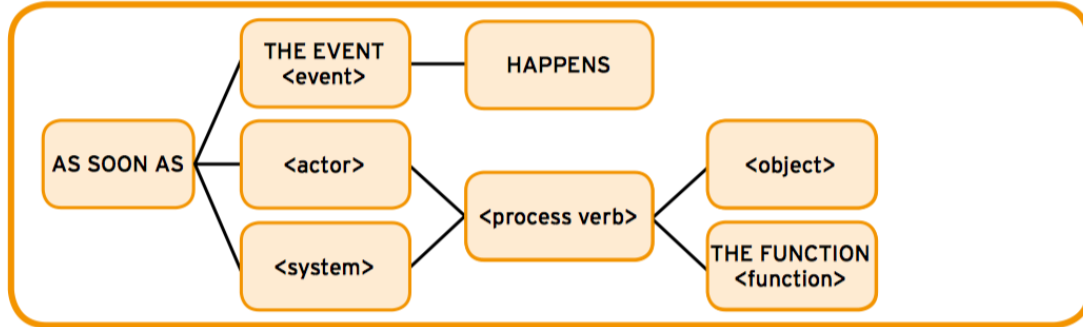 THE EVENT
<event>
HAPPENS
AS SOON AS
<actor>
<process verb>
<object>
<system>
THE FUNCTION
<function>